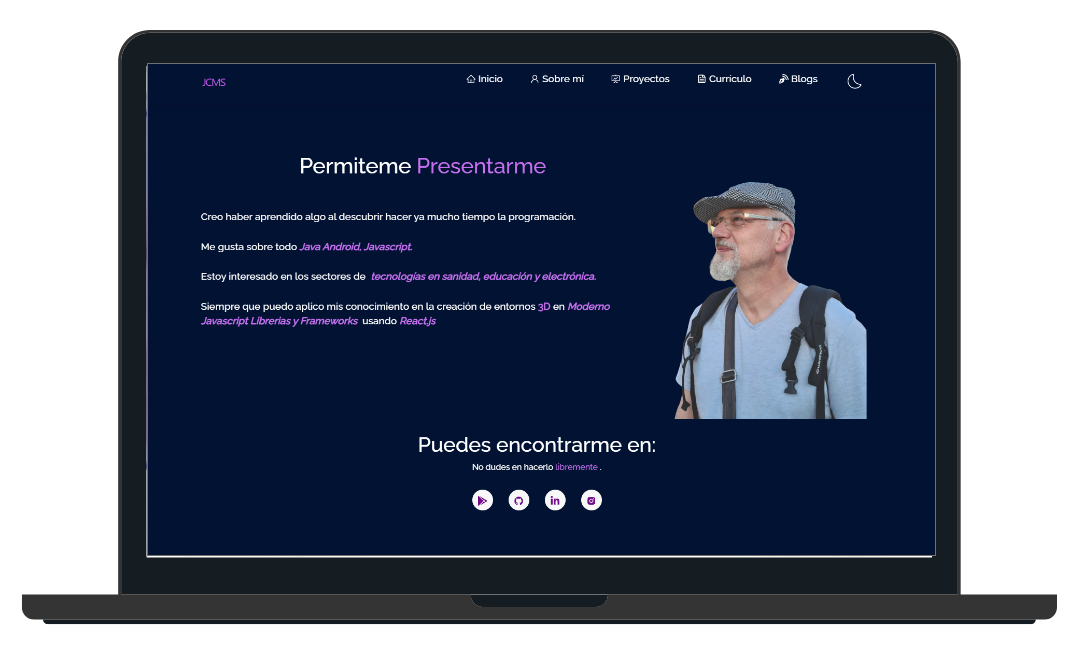 JCMS
Inicio
Sobre mí
Proyectos
Currículo
Blogs
Permiteme Presentarme
Creo haber aprendido algo al descubrir hacer ya mucho tiempo la programación.
Me gusta sobre todo Java Android, Javascript.
Estoy interesado en los sectores de tecnologías en sanidad, educación y electrónica.
Siempre que puedo aplico mis conocimiento en la creación de entornos 3D en Moderno
Javascript Librerias y Frameworks usando React.js
Puedes encontrarme en:
No dudes en hacerlo libremente .
in